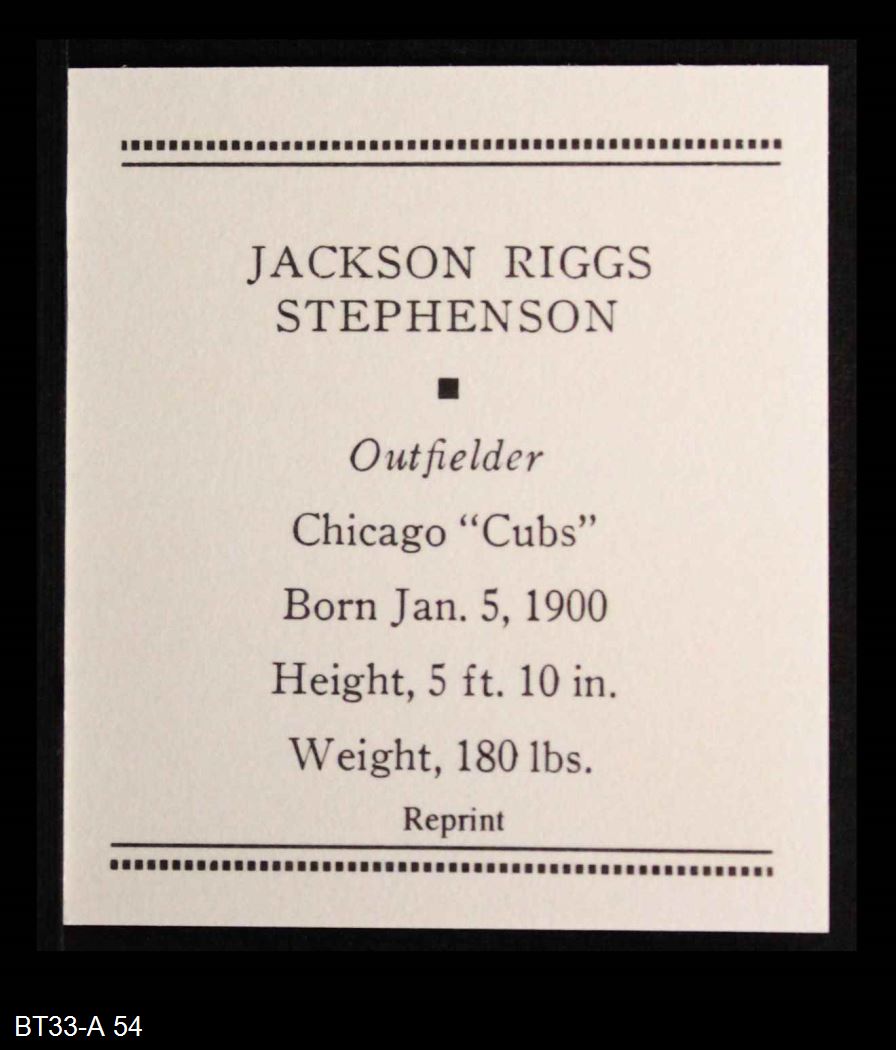 JACKSON RIGGS
STEPHENSON
Outfielder
Chicago “Cubs”
Born Jan. 5, 1900
Height, 5 ft. 10 in.
Weight, 180 lbs.
Reprint
BT33-A 54